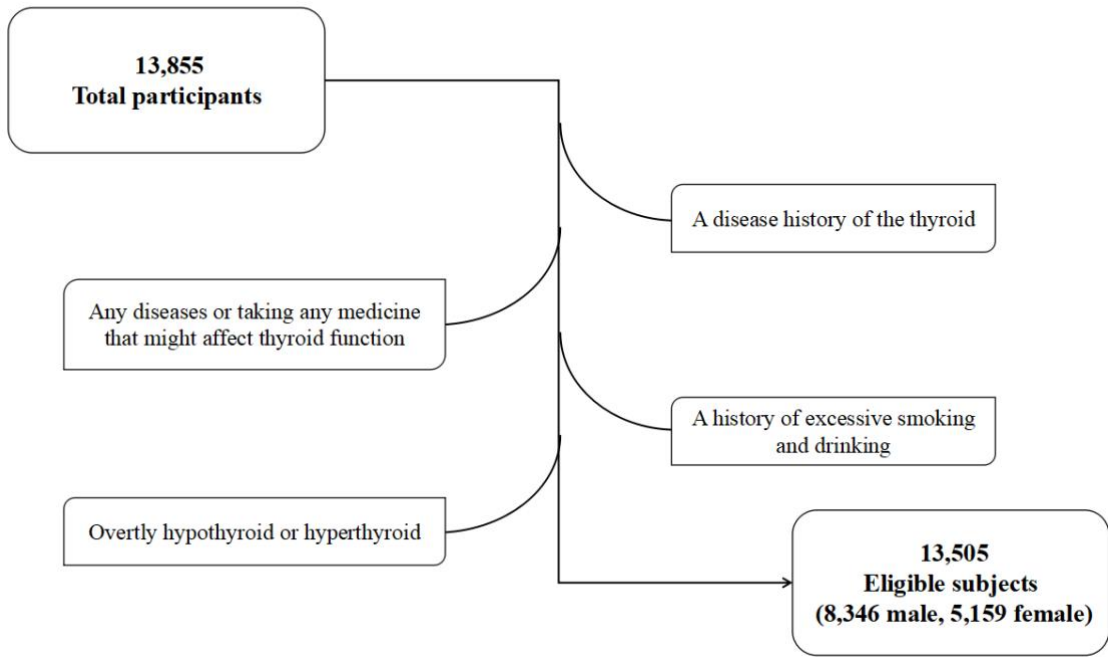 13,855
Total participants
A disease history of the thyroid
Any diseases or taking any medicine
that might affect thyroid function
A history of excessive smoking
and drinking
Overtly hypothyroid or hyperthyroid
13,505
Eligible subjects
(8,346 male, 5,159 female)